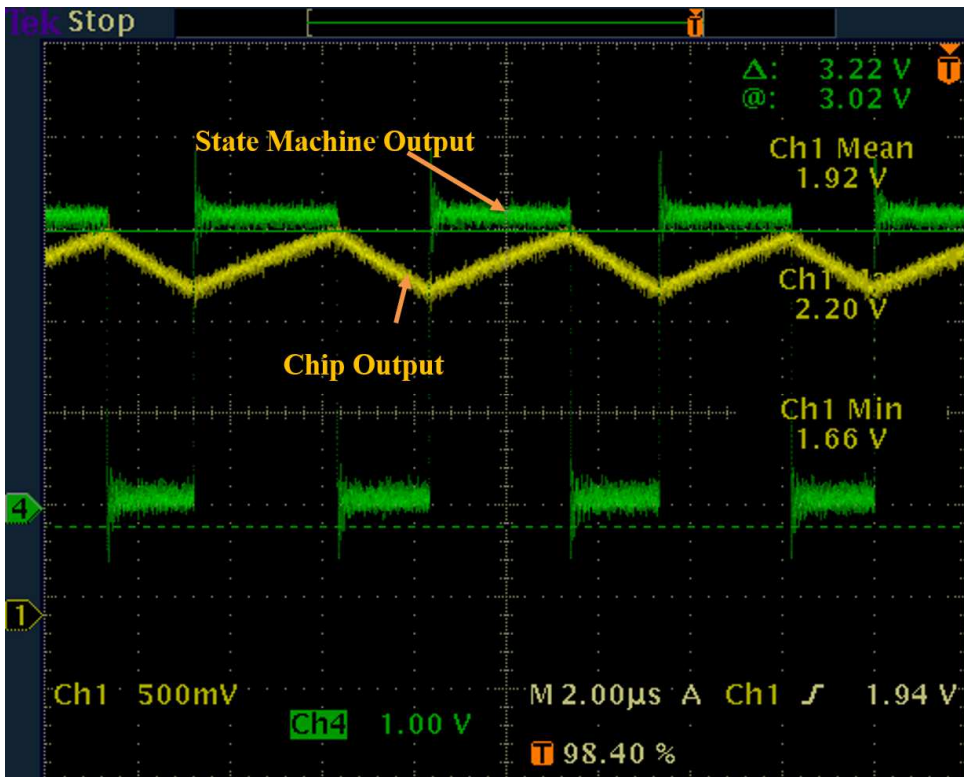 Tek Stop
T
Δ: 3.22 V
T
@: 3.02 V
State Machine Output
Ch1 Mean
1.92 V
Ch1
2.20 V
Chip Output
Ch1 Min
1.66 V
4
1
Ch1 500mV
M 2.00µs A Ch1 1.94 V
Ch4 1.00 V
T 98.40 %